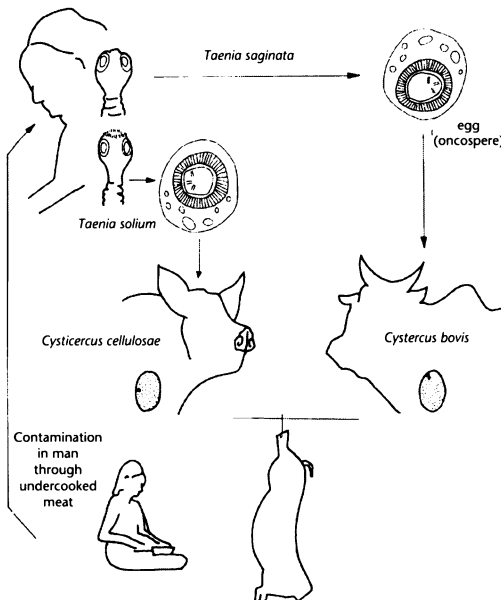 Taenia saginata
egg
(oncospere)
Taenia solium
Cysticercus cellulosae
Cystercus bovis
Contamination
in man
through
undercooked
meat